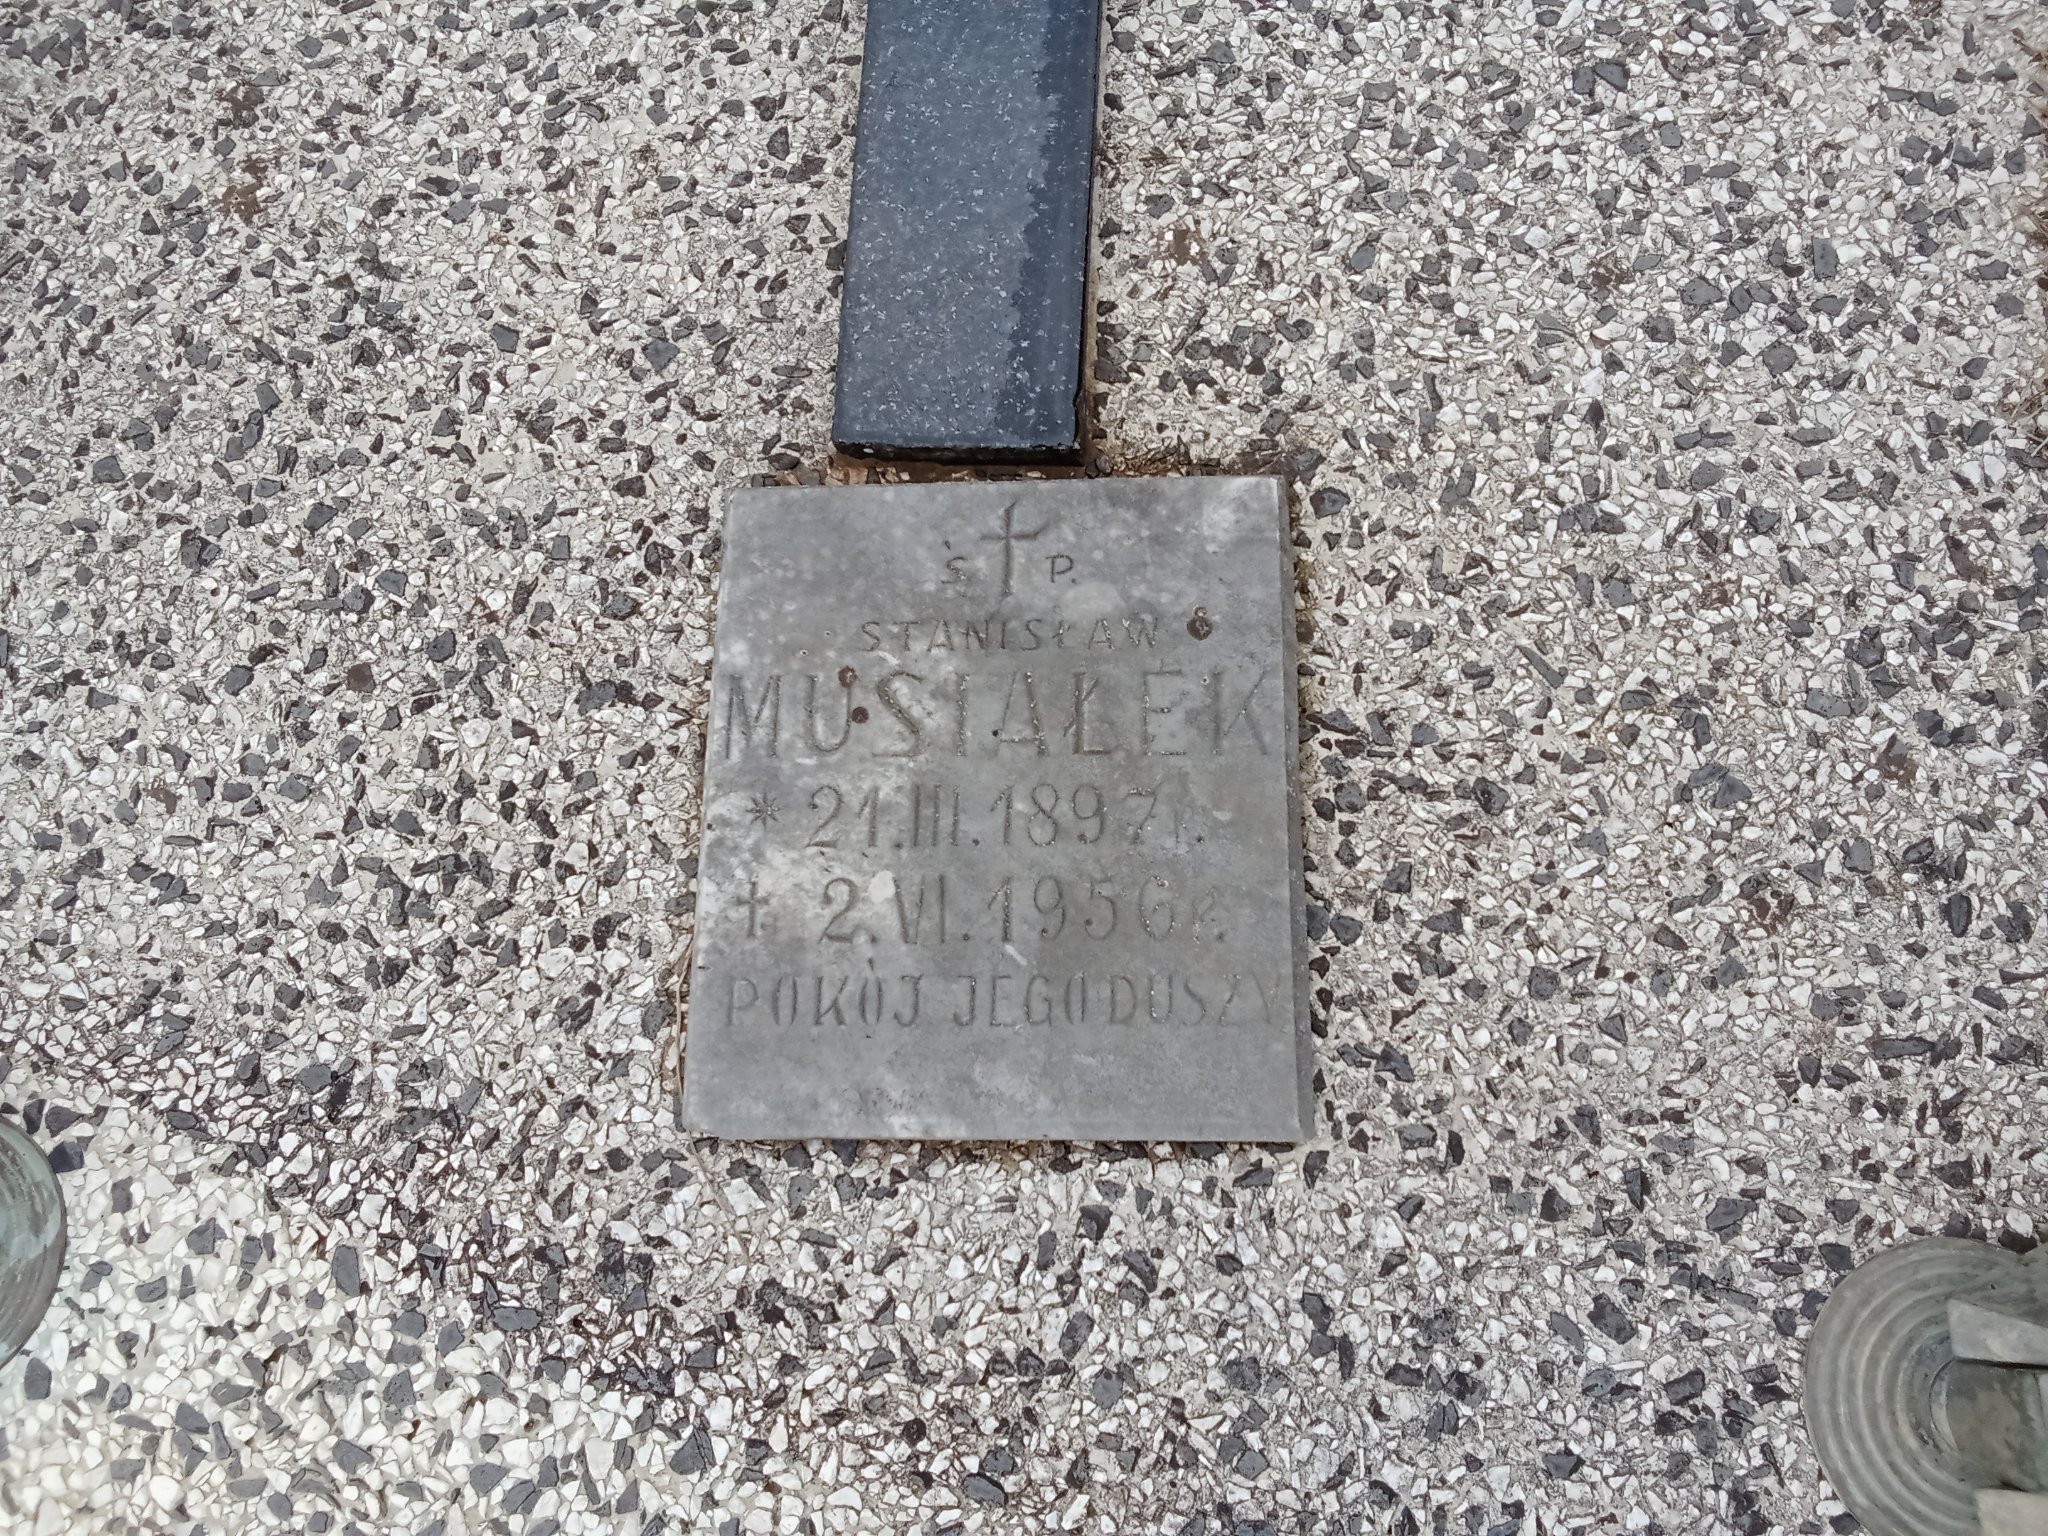 Ś. P.
STANISŁAW
MUSIAŁEK
* 21.III.1897 r.
+ 2.VI.1956 r.
POKÓJ JEGO DUSZY